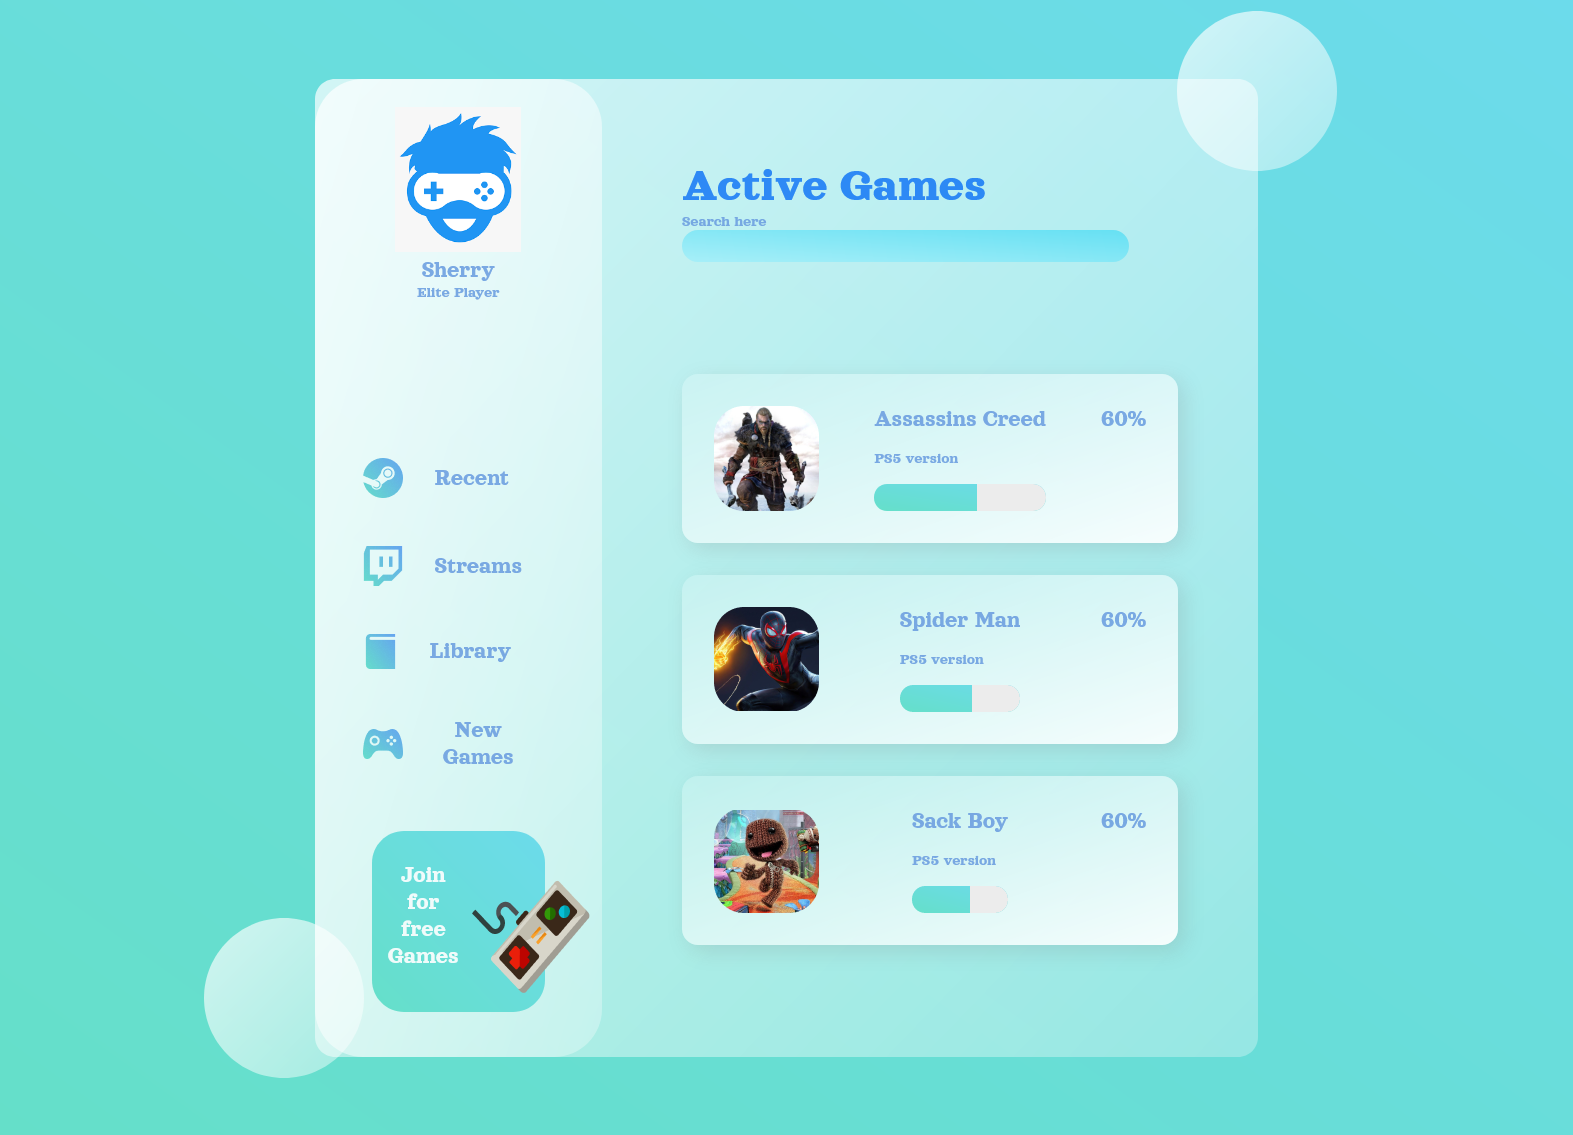 Sherry
Elite Player
Recent
Streams
Library
New
Games
Join
for
free
Games
Active Games
Search here
Assassins Creed 60%
PS5 version
Spider Man 60%
PS5 version
Sack Boy 60%
PS5 version